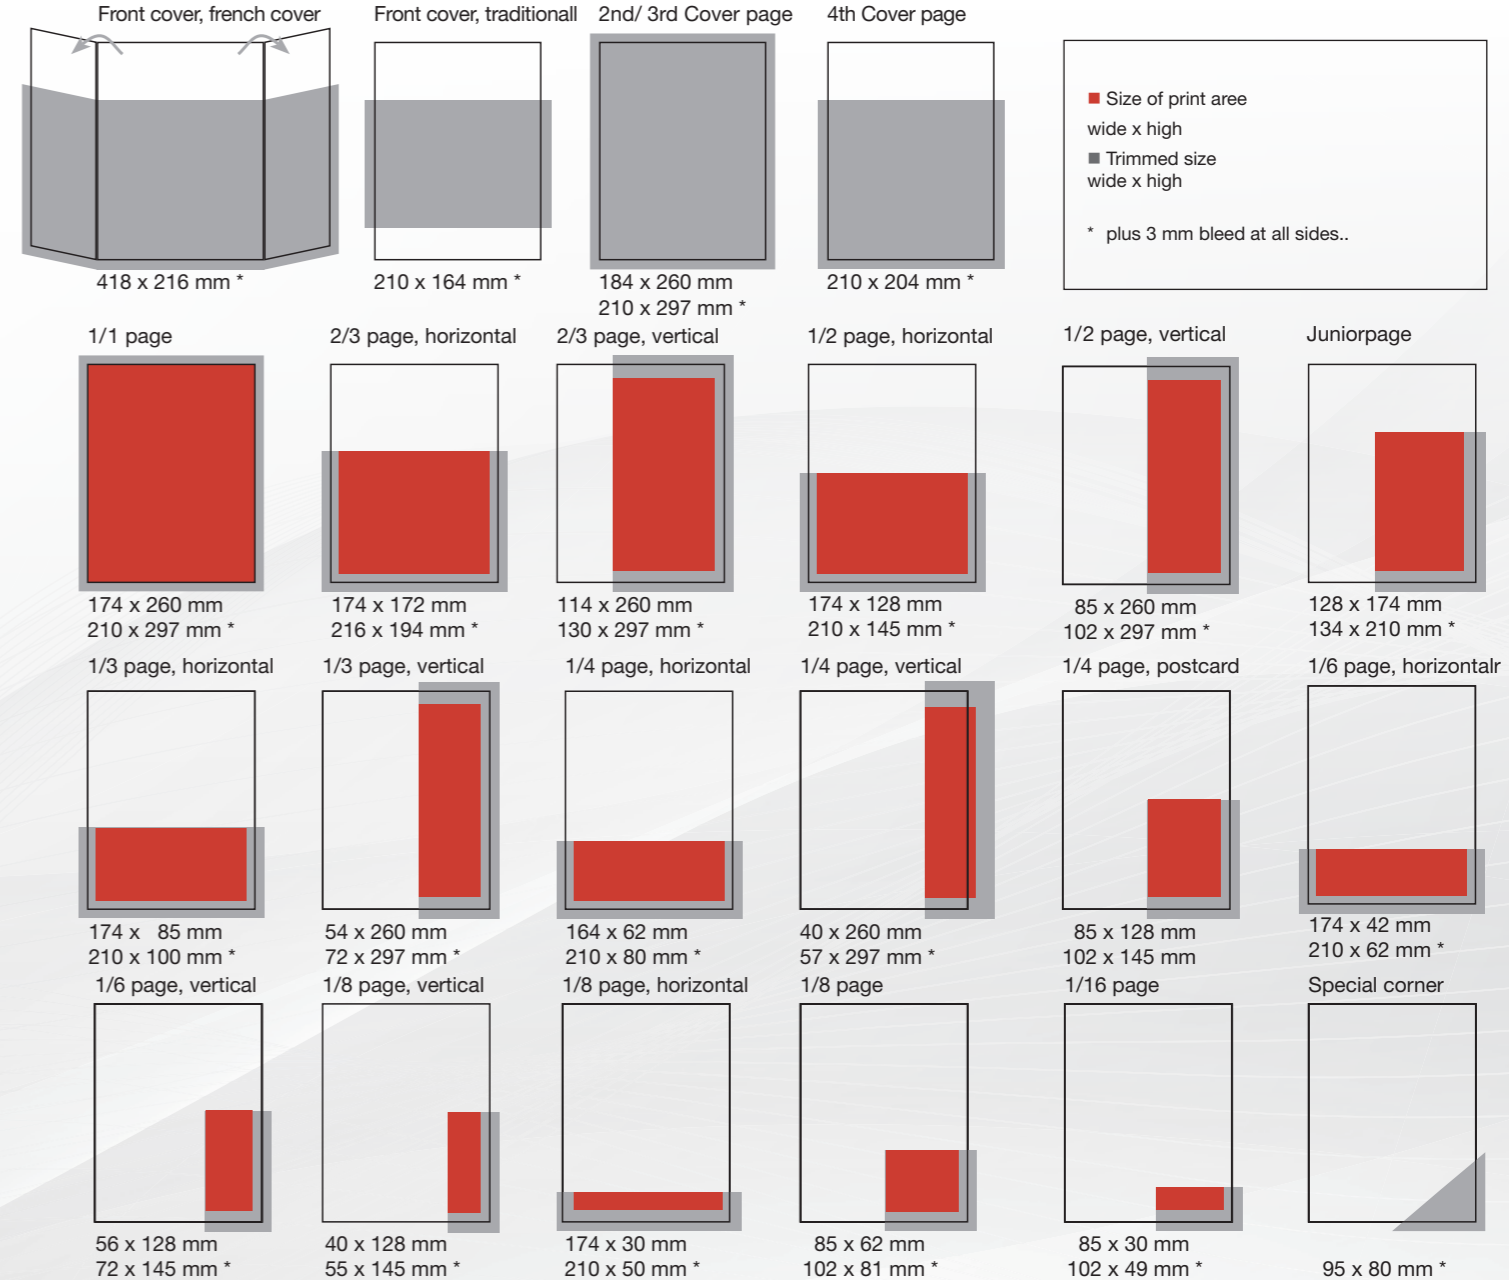 Front cover, french cover
Front cover, traditionall
2nd/ 3rd Cover page
4th Cover page
Size of print area
wide x high
Trimmed size
wide x high
* plus 3 mm bleed at all sides..
418 x 216 mm *
210 x 164 mm *
184 x 260 mm
210 x 297 mm *
210 x 204 mm *
1/1 page
174 x 260 mm
210 x 297 mm *
2/3 page, horizontal
174 x 172 mm
216 x 194 mm *
2/3 page, vertical
114 x 260 mm
130 x 297 mm *
1/2 page, horizontal
174 x 128 mm
210 x 145 mm *
1/2 page, vertical
85 x 260 mm
102 x 297 mm *
Juniorpage
128 x 174 mm
134 x 210 mm *
1/3 page, horizontal
174 x 85 mm
210 x 100 mm *
1/3 page, vertical
54 x 260 mm
72 x 297 mm *
1/4 page, horizontal
164 x 62 mm
210 x 80 mm *
1/4 page, vertical
40 x 260 mm
57 x 297 mm *
1/4 page, postcard
85 x 128 mm
102 x 145 mm
1/6 page, horizontalr
174 x 42 mm
210 x 62 mm *
1/6 page, vertical
56 x 128 mm
72 x 145 mm *
1/8 page, vertical
40 x 128 mm
55 x 145 mm *
1/8 page, horizontal
174 x 30 mm
210 x 50 mm *
1/8 page
85 x 62 mm
102 x 81 mm *
1/16 page
85 x 30 mm
102 x 49 mm *
Special corner
95 x 80 mm *